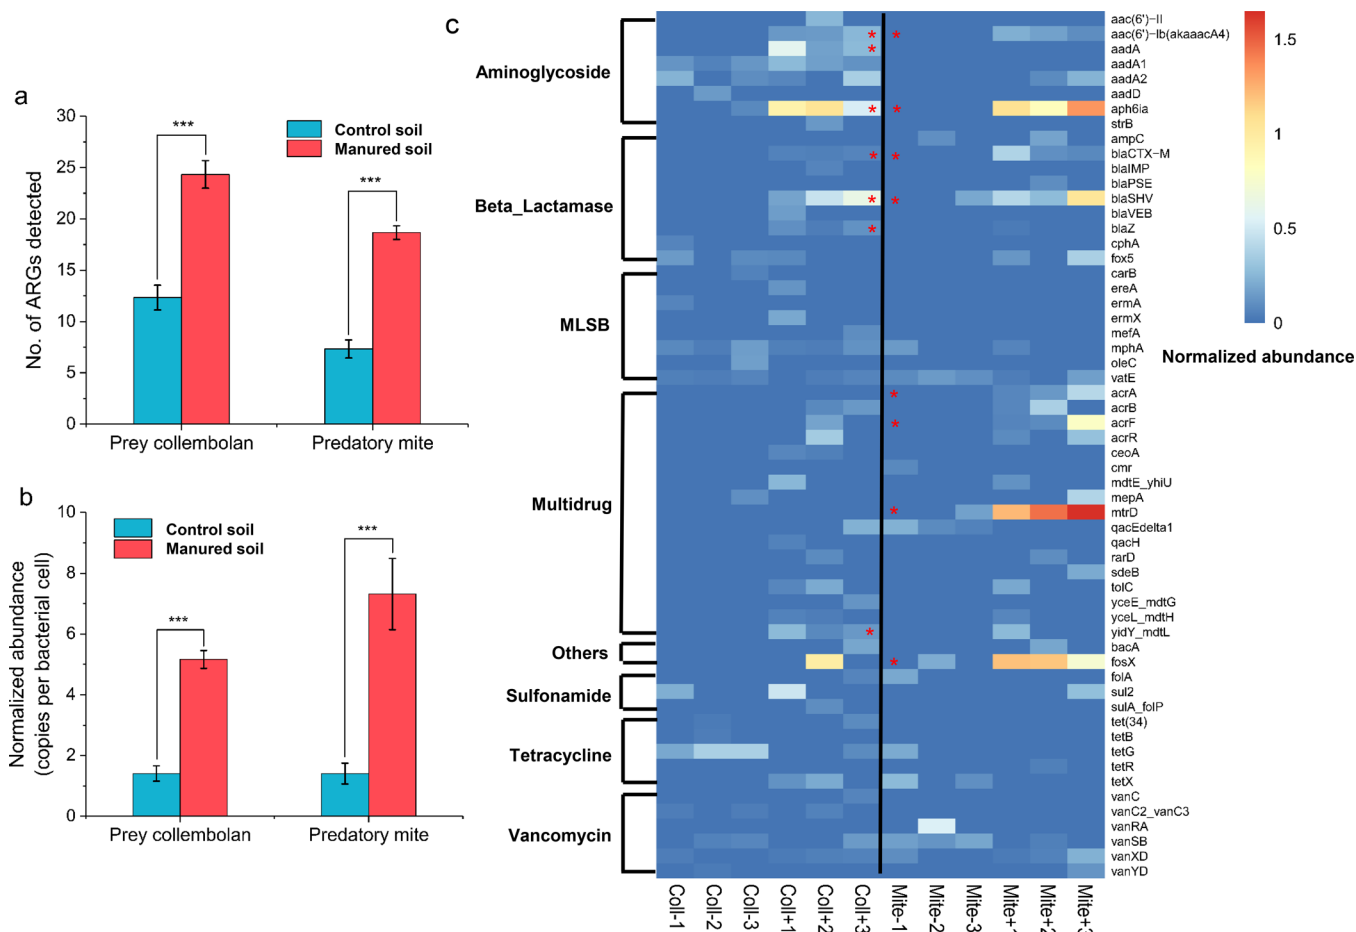 a
No. of ARGs detected
30
25
20
15
10
5
0
***
***
Control soil
Manured soil
Prey collembolan
Predatory mite
b
Normalized abundance
(copies per bacterial cell)
10
8
6
4
2
0
Control soil
Manured soil
***
***
Prey collembolan
Predatory mite
c
Aminoglycoside
Beta_Lactamase
MLSB
Multidrug
Others
Sulfonamide
Tetracycline
Vancomycin
aac(6')-II
aac(6')-Ib(akaaacA4)
aadA
aadA1
aadA2
aadD
aph6ia
strB
ampC
blaCTX-M
blaIMP
blaPSE
blaSHV
blaVEB
blaZ
cphA
fox5
carB
ereA
ermA
ermX
mefA
mphA
oleC
vatE
acrA
acrB
acrF
acrR
ceoA
cmr
mdtE_yhiU
mepA
mtrD
qacEdelta1
qacH
rarD
sdeB
tolC
yceE_mdtG
yceL_mdtH
yidY_mdtL
bacA
fosX
folA
sul2
sulA_folP
tet(34)
tetB
tetG
tetR
tetX
vanC
vanC2_vanC3
vanRA
vanSB
vanXD
vanYD
* *
*
* *
* *
* *
*
*
*
*
*
*
Coll-1
Coll-2
Coll-3
Coll+1
Coll+2
Coll+3
Mite-1
Mite-2
Mite-3
Mite+1
Mite+2
Mite+3
1.5
1
0.5
0
Normalized abundance